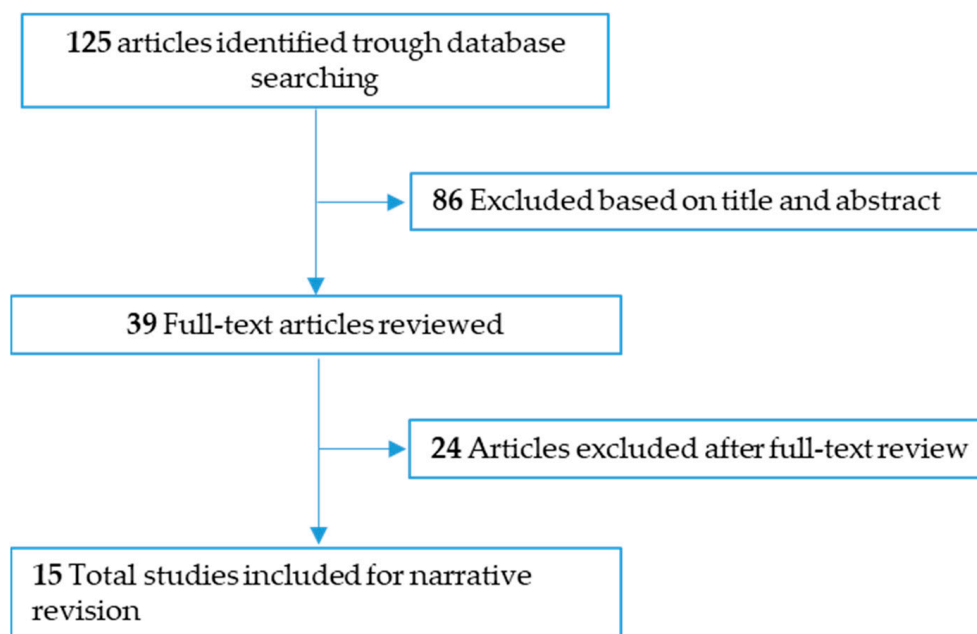 125 articles identified trough database
searching
86 Excluded based on title and abstract
39 Full-text articles reviewed
24 Articles excluded after full-text review
15 Total studies included for narrative
revision